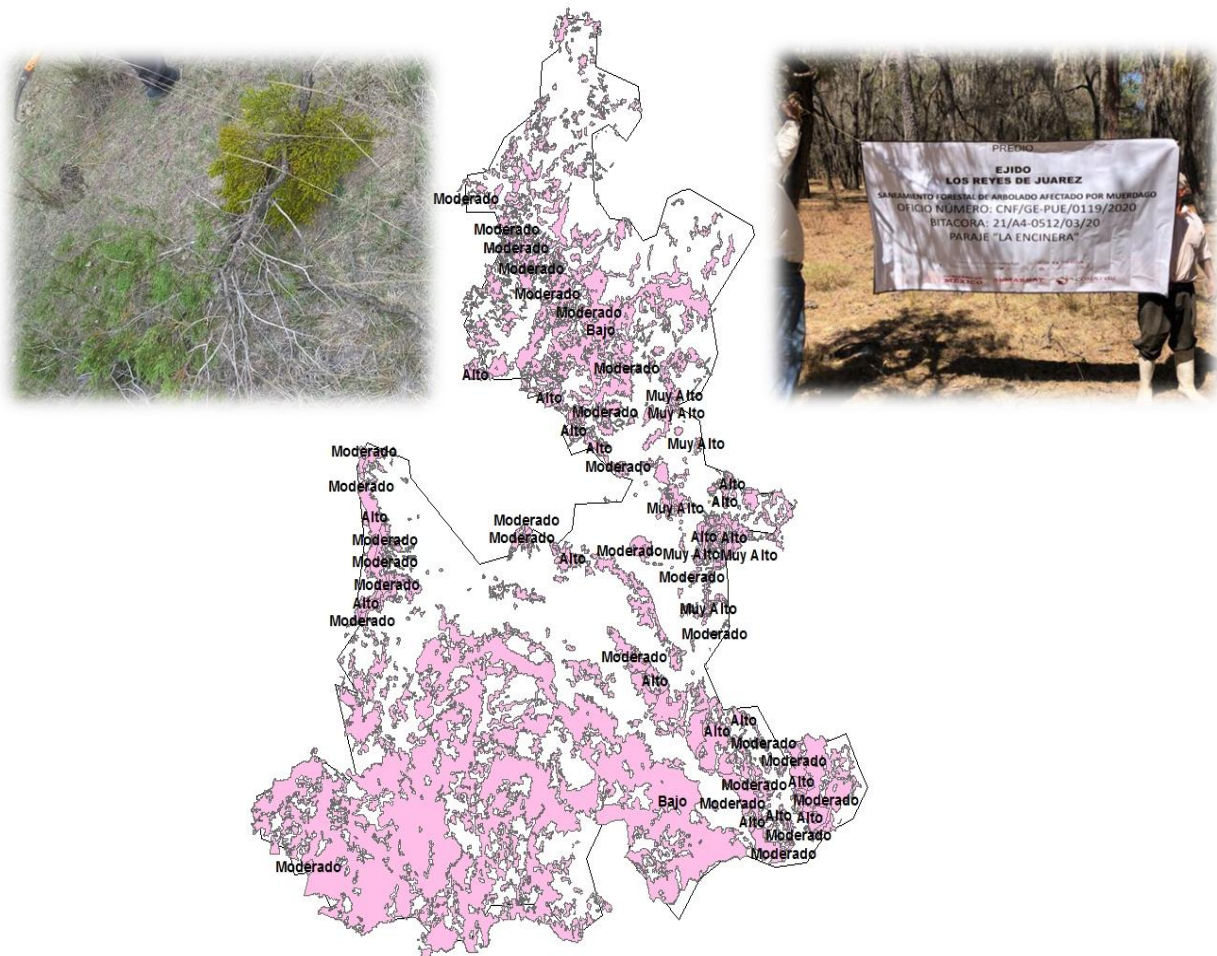 PREDIO
EJIDO
LOS REYES DE JUAREZ
SANEAMIENTO FORESTAL DE ARBOLADO AFECTADO POR MUERDAGO
OFICIO NÚMERO: CNF/GE-PUE/0119/2020
BITACORA: 21/A4-0512/03/20
PARAJE "LA ENCINERA"
Moderado
Moderado
Moderado
Moderado
Moderado
Moderado
Bajo
Moderado
Alto
Alto
Muy Alto
Moderado
Muy Alto
Alto
Muy Alto
Alto
Moderado
Moderado
Moderado
Alto
Alto
Muy Alto
Alto
Moderado
Moderado
Alto Alto
Moderado
Moderado
Muy Alto Muy Alto
Alto
Moderado
Moderado
Moderado
Alto
Muy Alto
Moderado
Moderado
Moderado
Alto
Alto
Alto
Moderado
Moderado
Alto
Moderado
Bajo
Moderado
Moderado
Alto
Alto
Alto
Moderado
Moderado
Moderado